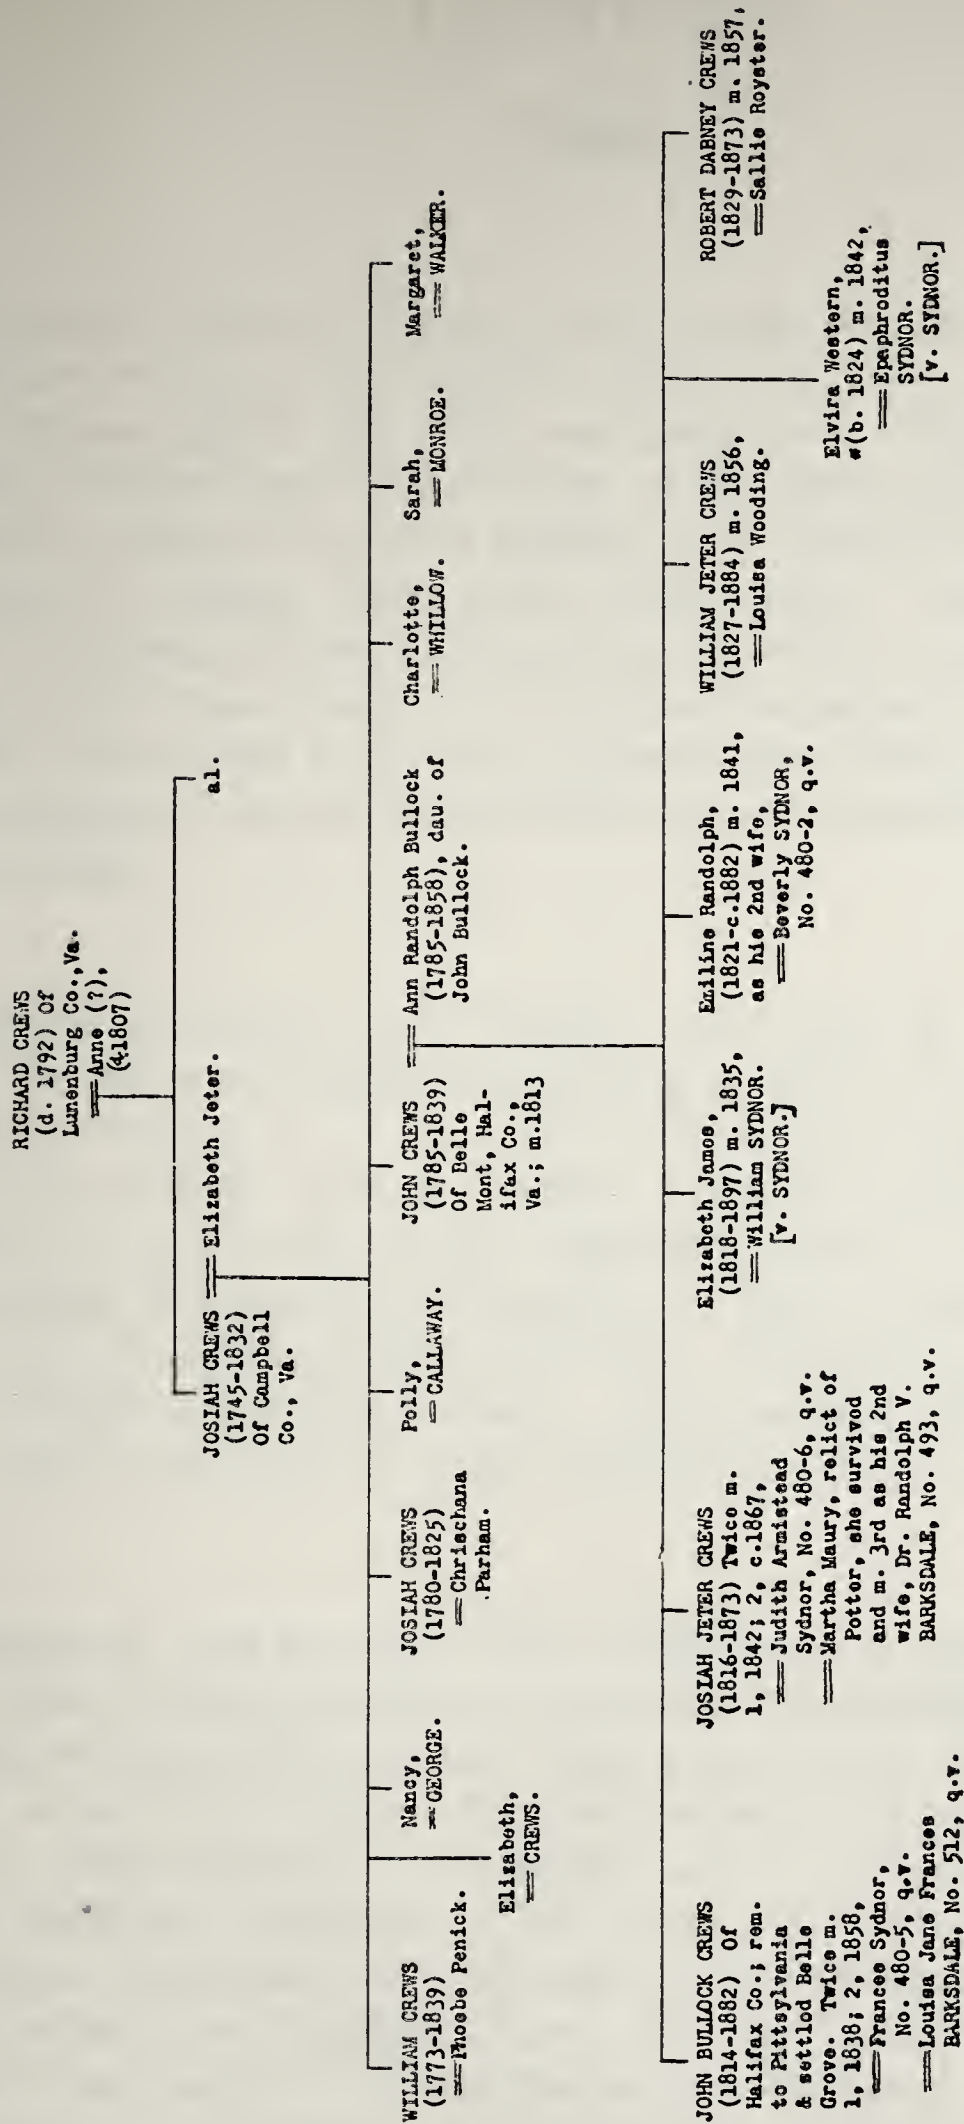 RICHARD CREWS
(d. 1792) of
Lunenburg Co., Va.
== Anne (?),
(4 1807)
JOSIAH CREWS == Elizabeth Jeter.
(1745-1832)
Of Campbell
Co., Va.
al.
WILLIAM CREWS
(1773-1839)
== Phoebe Penick.
Elizabeth,
== CREWS.
Nancy,
== GEORGE.
JOSIAH CREWS
(1780-1825)
== Chrischana
Parham.
Polly,
== CALLAWAY.
JOHN CREWS == Ann Randolph Bullock
(1785-1839) (1785-1858), dau. of
Of Belle John Bullock.
Mont, Hal-
ifax Co.,
Va.; m.1813
Charlotte,
== WHILLOW.
Sarah,
== MONROE.
Margaret,
== WALKER.
JOHN BULLOCK CREWS
(1814-1882) of
Halifax Co.; rem.
to Pittsylvania
& settled Belle
Grove. Twice m.
1, 1838; 2, 1858,
== Frances Sydnor,
No. 480-5, q.v.
== Louisa Jane Frances
BARKSDALE, No. 512, q.v.
JOSIAH JETER CREWS
(1816-1873) Twice m.
1, 1842; 2, c.1867,
== Judith Armistead
Sydnor, No. 480-6, q.v.
== Martha Maury, relict of
Potter, she survived
and m. 3rd as his 2nd
wife, Dr. Randolph V.
BARKSDALE, No. 493, q.v.
Elizabeth James,
(1818-1897) m. 1835,
== William SYDNOR.
[v. SYDNOR.]
Emiline Randolph,
(1821-c.1882) m. 1841,
as his 2nd wife,
== Beverly SYDNOR,
No. 480-2, q.v.
WILLIAM JETER CREWS
(1827-1884) m. 1856,
== Louisa Wooding.
Elvira Western,
*(b. 1824) m. 1842,
== Epaphroditus
SYDNOR.
[v. SYDNOR.]
ROBERT DABNEY CREWS
(1829-1873) m. 1857,
== Sallie Royster.